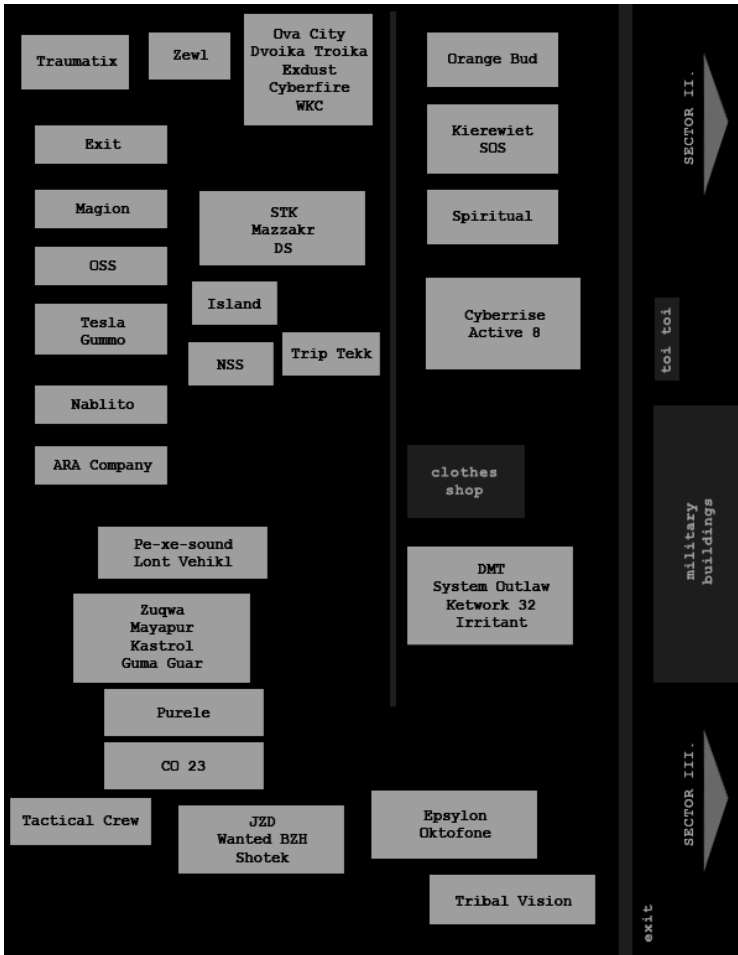 Traumatix
Zewl
Ova City
Dvoika Troika
Exdust
Cyberfire
WKC
Orange Bud
SECTOR II.
Exit
Kierewiet
SOS
Magion
STK
Mazzakr
DS
Spiritual
OSS
Island
Tesla
Gummo
Cyberrise
Active 8
toi toi
NSS
Trip Tekk
Nablito
ARA Company
clothes
shop
military
buildings
Pe-xe-sound
Lont Vehikl
DMT
System Outlaw
Ketwork 32
Irritant
Zuqwa
Mayapur
Kastrol
Guma Guar
Purele
CO 23
SECTOR III.
Tactical Crew
JZD
Wanted BZH
Shotek
Epsylon
Oktofone
Tribal Vision
exit